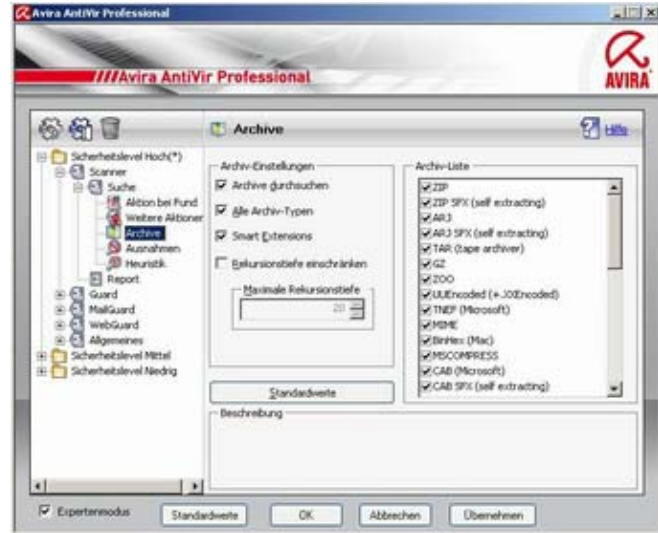 Avira AntiVir Professional
////Avira AntiVir Professional
AVIRA
Archive
Hilfe
Sicherheitslevel Hoch(*)
Scanner
Suche
Aktion bei Fund
Weitere Aktioner
Archive
Ausnahmen
Heuristik
Report
Guard
MailGuard
WebGuard
Allgemeines
Sicherheitslevel Mittel
Sicherheitslevel Niedrig
Archiv-Einstellungen
Archive durchsuchen
Alle Archiv-Typen
Smart Extensions
Rekursionstiefe einschränken
Maximale Rekursionstiefe
20
Standardwerte
Archiv-Liste
ZIP
ZIP SFX (self extracting)
ARJ
ARJ SFX (self extracting)
TAR (tape archiver)
GZ
ZOO
UUEncoded (+.XXEncoded)
TNEF (Microsoft)
MIME
BinHex (Mac)
MSCOMPRESS
CAB (Microsoft)
CAB SFX (self extracting)
Beschreibung
Expertenmodus
Standardwerte
OK
Abbrechen
Übernehmen